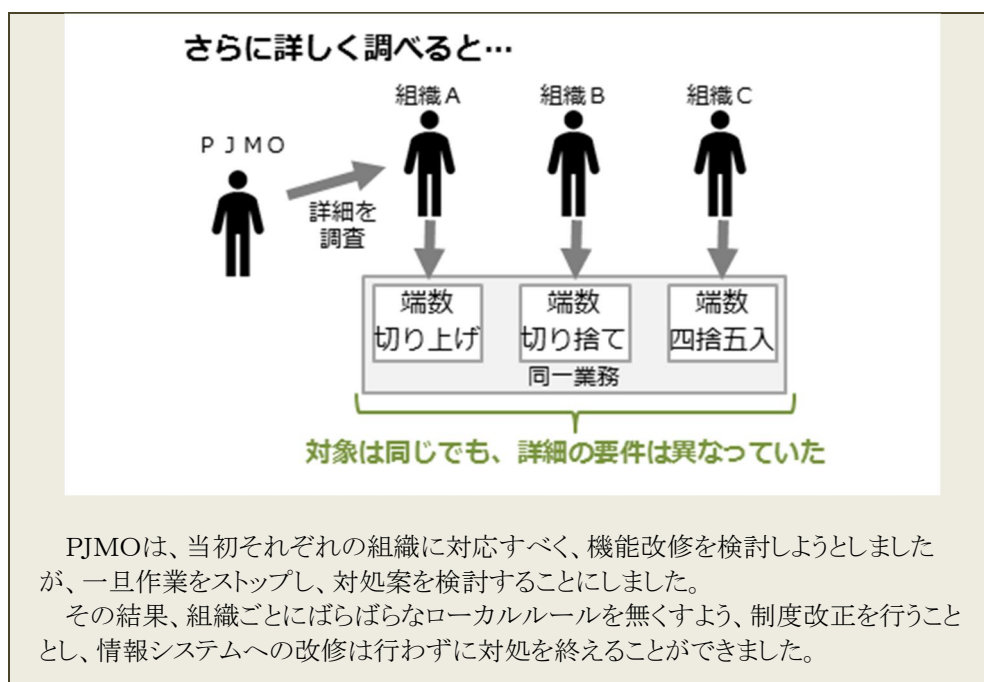 さらに詳しく調べると…
組織A 組織B 組織C
PJMO
詳細を
調査
端数 端数 端数
切り上げ 切り捨て 四捨五入
同一業務
対象は同じでも、詳細の要件は異なっていた
PJMOは、当初それぞれの組織に対応すべく、機能改修を検討しようとしました
が、一旦作業をストップし、対処案を検討することにしました。
その結果、組織ごとにばらばらなローカルルールを無くすよう、制度改正を行うこと
とし、情報システムへの改修は行わずに対処を終えることができました。